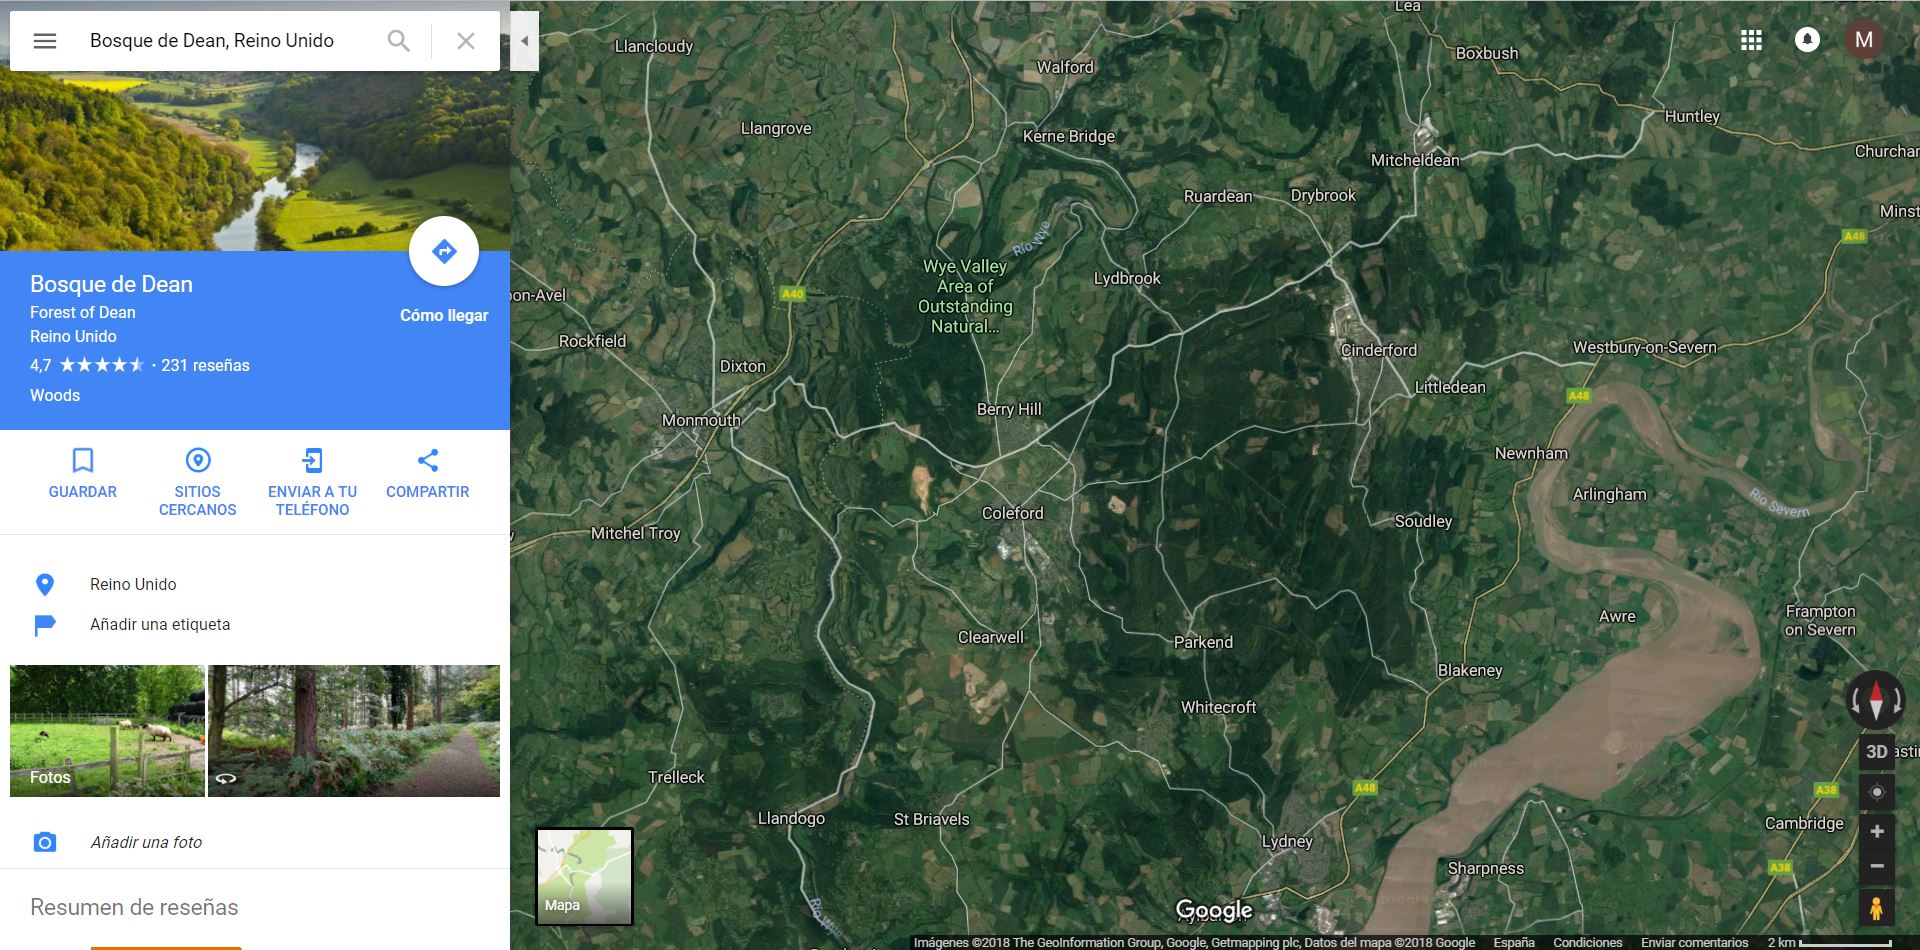 Bosque de Dean, Reino Unido
Bosque de Dean
Forest of Dean
Reino Unido
4,7 · 231 reseñas
Woods
Cómo llegar
GUARDAR
SITIOS
CERCANOS
ENVIAR A TU
TELÉFONO
COMPARTIR
Reino Unido
Añadir una etiqueta
Fotos
Añadir una foto
Resumen de reseñas
Lea
Llancloudy
Boxbush
Walford
M
Llangrove
Kerne Bridge
Huntley
Mitcheldean
Churchar
Ruardean
Drybrook
Minst
Río Wye
A48
Wye Valley
Area of
Outstanding
Natural...
Lydbrook
on-Avel
A40
Rockfield
Cinderford
Westbury-on-Severn
Dixton
Littledean
A48
Berry Hill
Monmouth
Newnham
Arlingham
Río Severn
Coleford
Soudley
Mitchel Troy
Frampton
on Severn
Awre
Clearwell
Parkend
Blakeney
Whitecroft
3D
asti
Trelleck
A48
A38
Llandogo
St Briavels
Cambridge
Lydney
Sharpness
A38
Mapa
Google
Imágenes ©2018 The GeoInformation Group, Google, Getmapping plc, Datos del mapa ©2018 Google España Condiciones Enviar comentarios 2 km